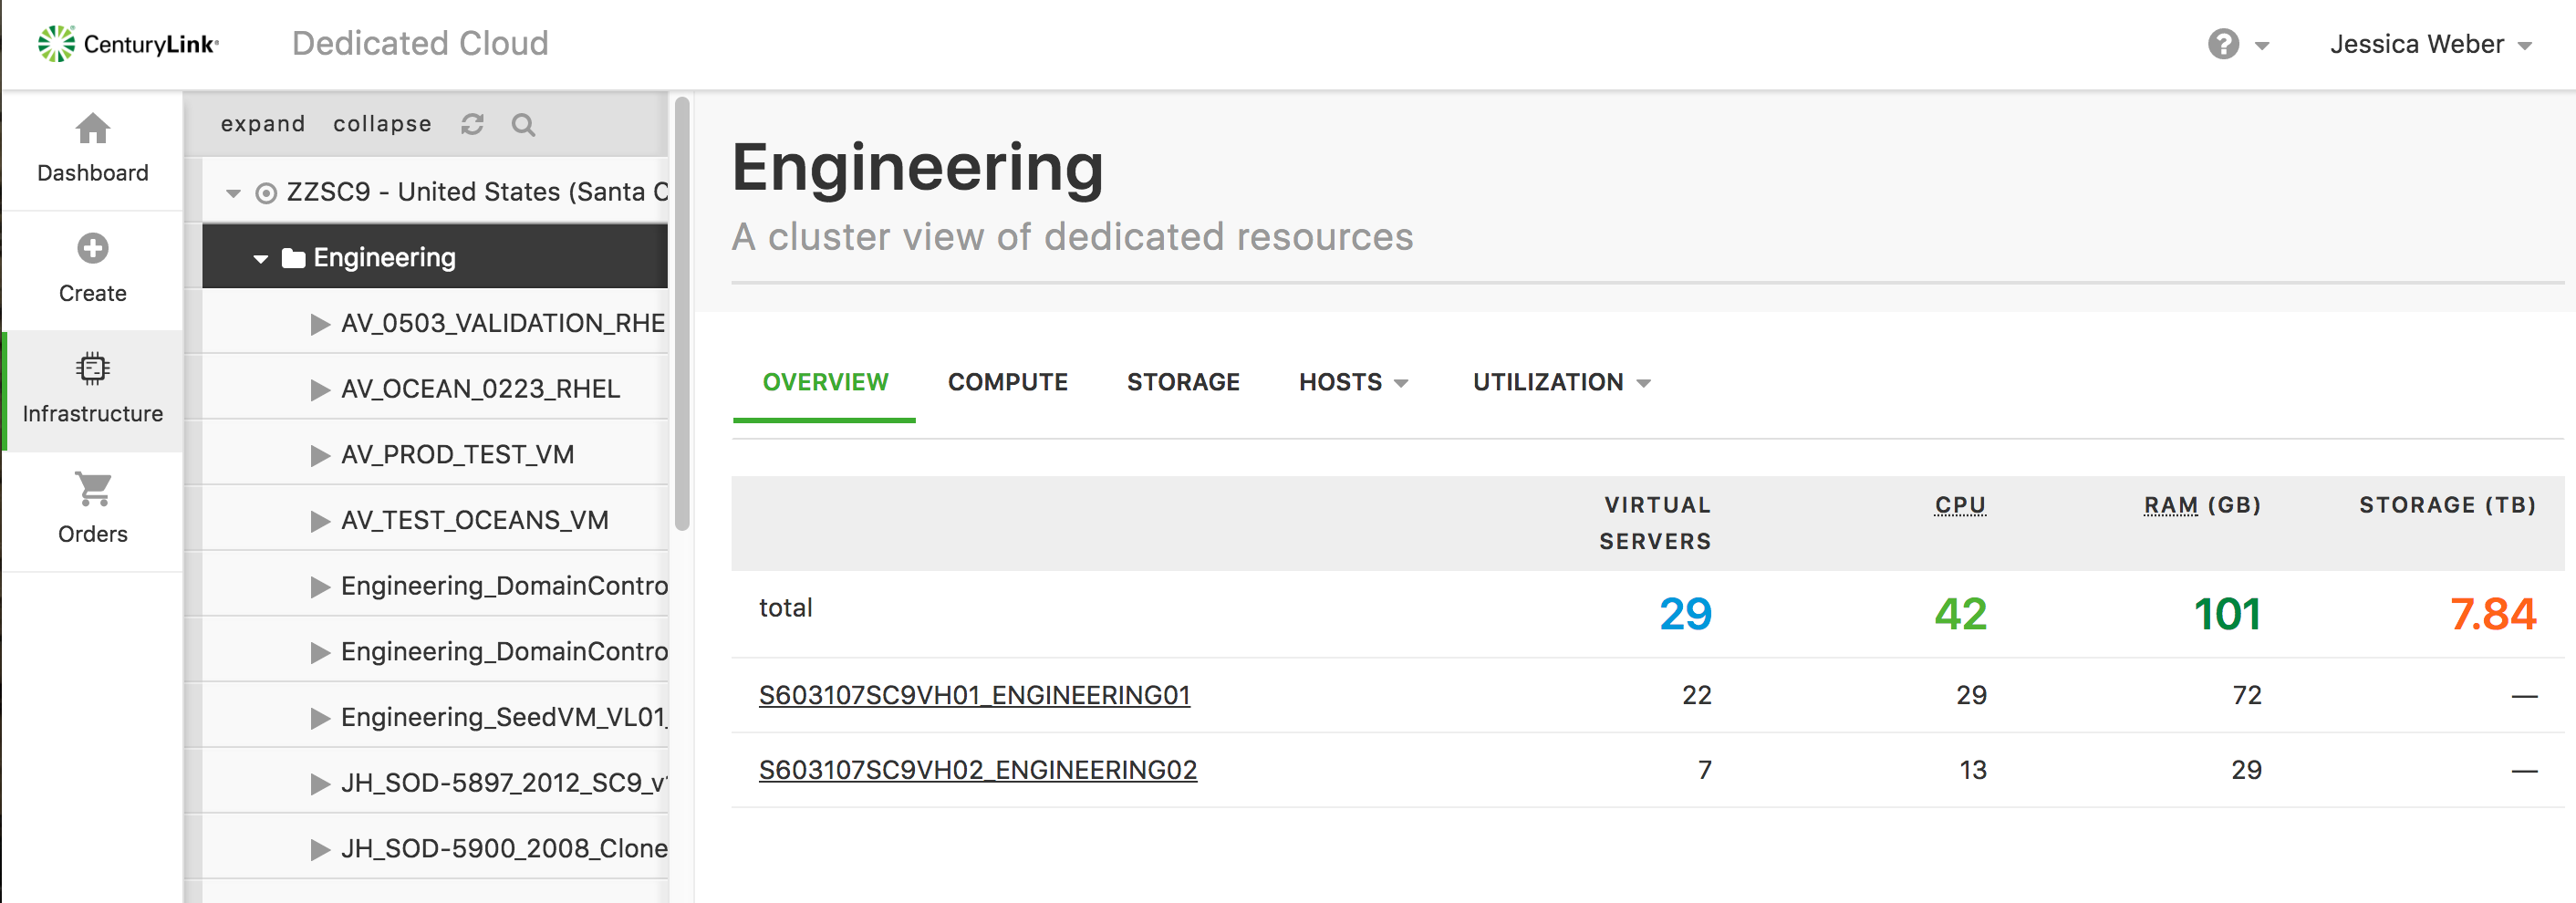 CenturyLink®
Dedicated Cloud
?
Jessica Weber
Dashboard
Create
Infrastructure
Orders
expand collapse
ZZSC9 - United States (Santa C
Engineering
AV_0503_VALIDATION_RHE
AV_OCEAN_0223_RHEL
AV_PROD_TEST_VM
AV_TEST_OCEANS_VM
Engineering_DomainContro
Engineering_DomainContro
Engineering_SeedVM_VL01_
JH_SOD-5897_2012_SC9_v
JH_SOD-5900_2008_Clone
Engineering
A cluster view of dedicated resources
OVERVIEW COMPUTE STORAGE HOSTS UTILIZATION
VIRTUAL SERVERS CPU RAM (GB) STORAGE (TB)
total 29 42 101 7.84
S603107SC9VH01_ENGINEERING01 22 29 72 —
S603107SC9VH02_ENGINEERING02 7 13 29 —